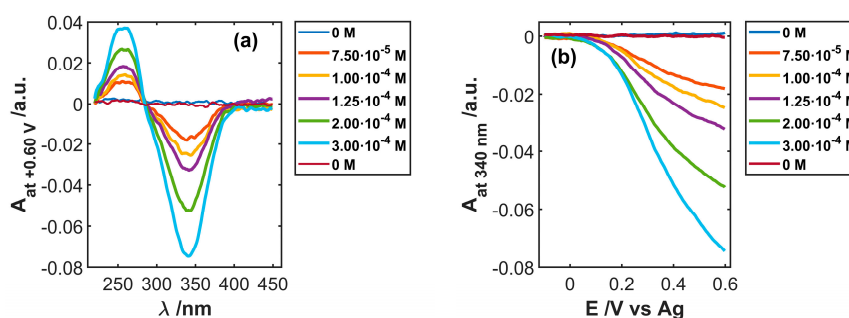 (a)
A at +0.60 V /a.u.
0.04
0.02
0
-0.02
-0.04
-0.06
-0.08
250 300 350 400 450
λ /nm
0 M
7.50·10⁻⁵ M
1.00·10⁻⁴ M
1.25·10⁻⁴ M
2.00·10⁻⁴ M
3.00·10⁻⁴ M
0 M
(b)
A at 340 nm /a.u.
0
-0.02
-0.04
-0.06
-0.08
0 0.2 0.4 0.6
E /V vs Ag
0 M
7.50·10⁻⁵ M
1.00·10⁻⁴ M
1.25·10⁻⁴ M
2.00·10⁻⁴ M
3.00·10⁻⁴ M
0 M